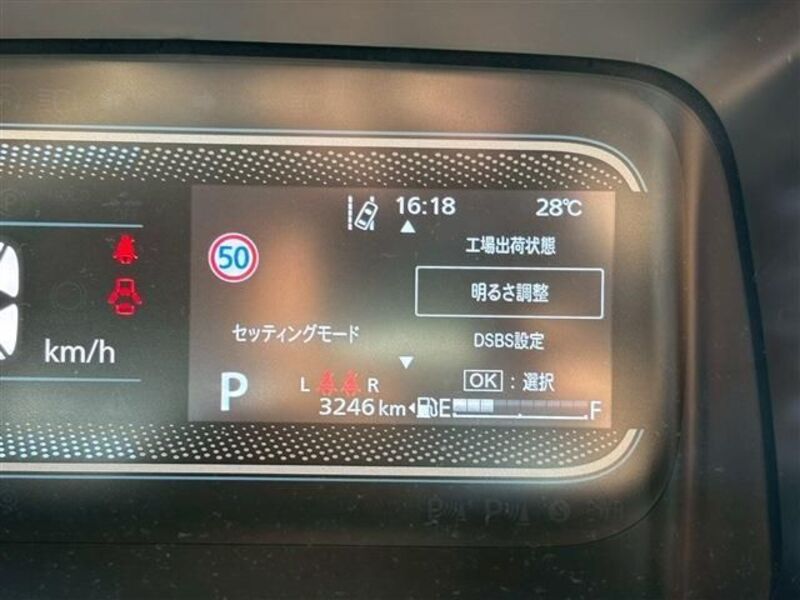 16:18 28℃
50
工場出荷状態
明るさ調整
セッティングモード
DSBS設定
km/h
P
L R
OK : 選択
3246 km
E F